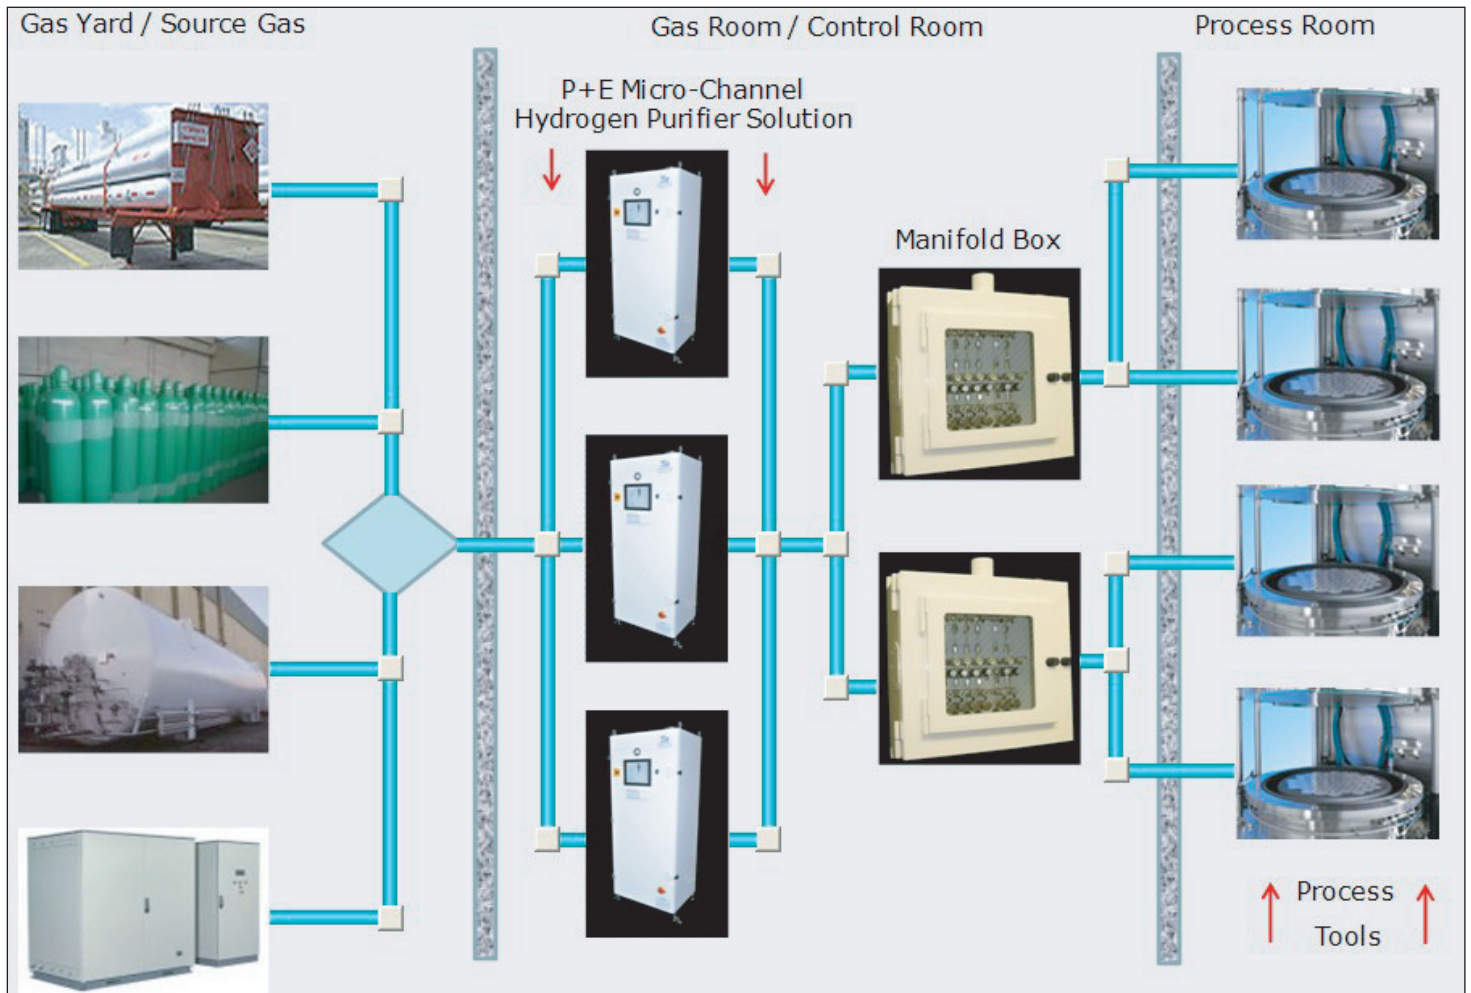 Gas Yard / Source Gas
Gas Room / Control Room
Process Room
P+E Micro-Channel
Hydrogen Purifier Solution
Manifold Box
Process
Tools